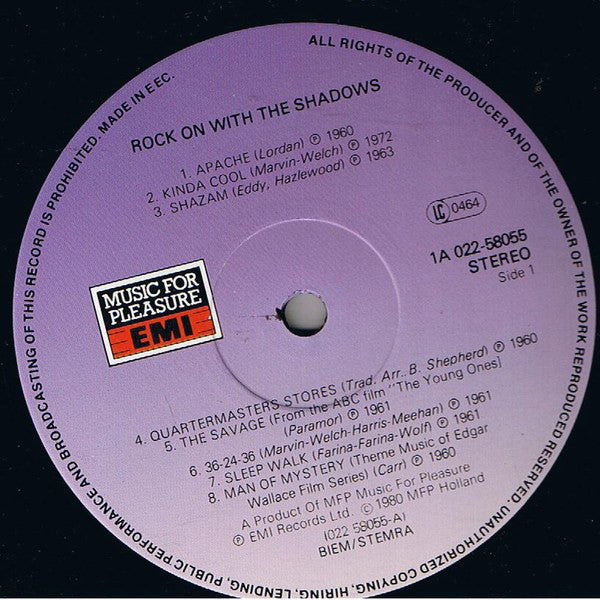 ALL RIGHTS OF THE PRODUCER AND OF THE OWNER OF THE WORK REPRODUCED RESERVED. UNAUTHORIZED COPYING, HIRING, LENDING, PUBLIC PERFORMANCE AND BROADCASTING OF THIS RECORD IS PROHIBITED. MADE IN EEC.
ROCK ON WITH THE SHADOWS
1. APACHE (Lordan) ℗ 1960
2. KINDA COOL (Marvin-Welch) ℗ 1972
3. SHAZAM (Eddy, Hazlewood) ℗ 1963
LC 0464
1A 022-58055
STEREO
Side 1
MUSIC FOR
PLEASURE
EMI
4. QUARTERMASTERS STORES (Trad. Arr.. B. Shepherd) ℗ 1960
5. THE SAVAGE (From the ABC film "The Young Ones]
(Paramor) ℗ 1961
6. 36-24-36 (Marvin-Welch-Harris-Meehan) ℗ 1961
7. SLEEP WALK (Farina-Farina-Wolf) ℗ 1961
8. MAN OF MYSTERY (Theme Music of Edgar
Wallace Film Series) (Carr) ℗ 1960
A Product Of MFP Music For Pleasure
℗ EMI Records Ltd. © 1980 MFP Holland
(022 58055-A)
BIEM/STEMRA